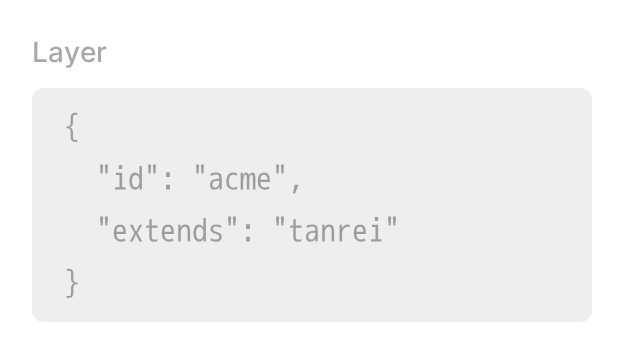 Layer
{
  "id": "acme",
  "extends": "tanrei"
}